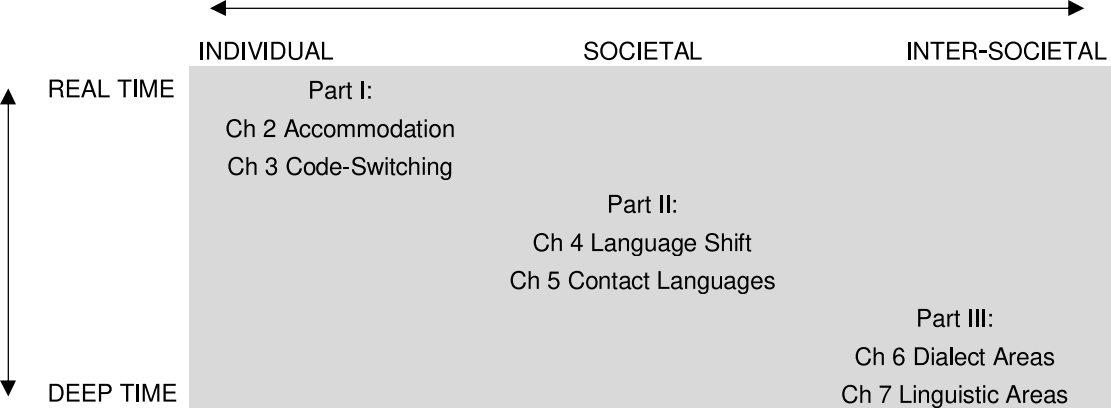 INDIVIDUAL SOCIETAL INTER-SOCIETAL
REAL TIME Part I:
Ch 2 Accommodation
Ch 3 Code-Switching
Part II:
Ch 4 Language Shift
Ch 5 Contact Languages
Part III:
Ch 6 Dialect Areas
DEEP TIME Ch 7 Linguistic Areas